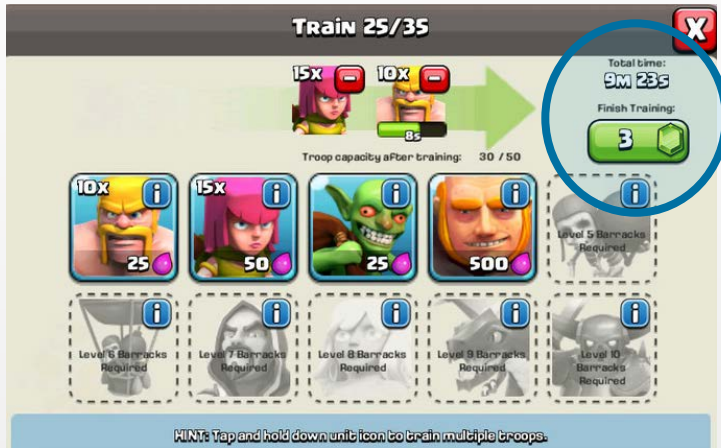 Train 25/35
X
15x
10x
8s
Total time:
9m 23s
Finish Training:
3
Troop capacity after training: 30 / 50
10x i
25
15x i
50
i
25
i
500
i
Level 5 Barracks
Required
i
Level 6 Barracks
Required
i
Level 7 Barracks
Required
i
Level 8 Barracks
Required
i
Level 9 Barracks
Required
i
Level 10
Barracks
Required
HINT: Tap and hold down unit icon to train multiple troops.